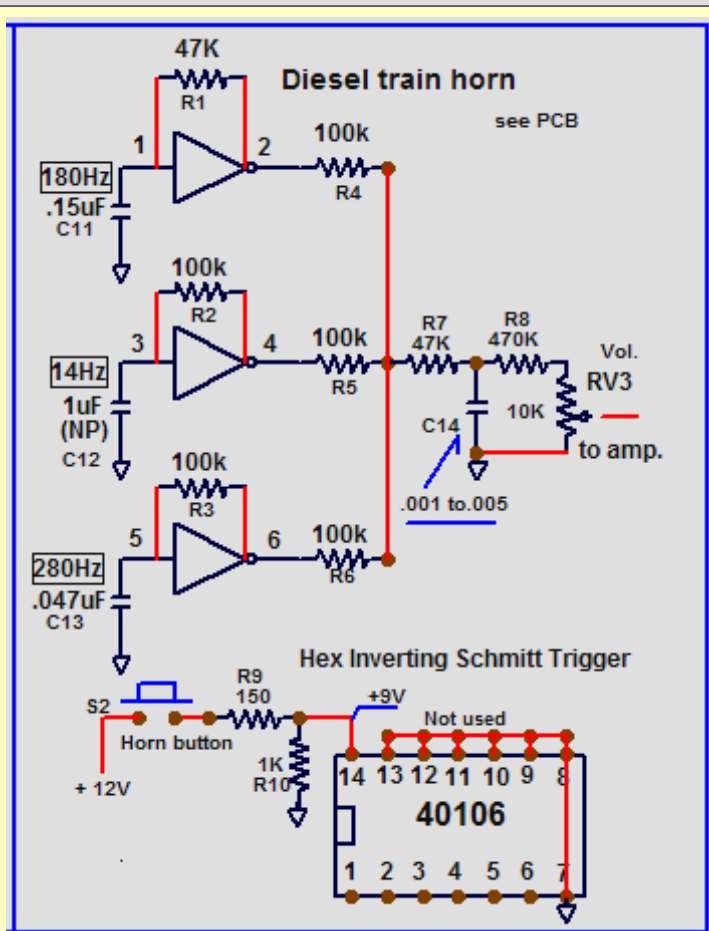 47K
R1
Diesel train horn
see PCB
1
2
100k
R4
180Hz
.15uF
C11
100k
R2
3
4
100k
R5
R7
47K
R8
470K
Vol.
RV3
14Hz
1uF
(NP)
C12
C14
10K
to amp.
.001 to.005
100k
R3
5
6
100k
R6
280Hz
.047uF
C13
Hex Inverting Schmitt Trigger
S2
R9
150
+9V
Not used
Horn button
+ 12V
1K
R10
14 13 12 11 10 9 8
40106
1 2 3 4 5 6 7